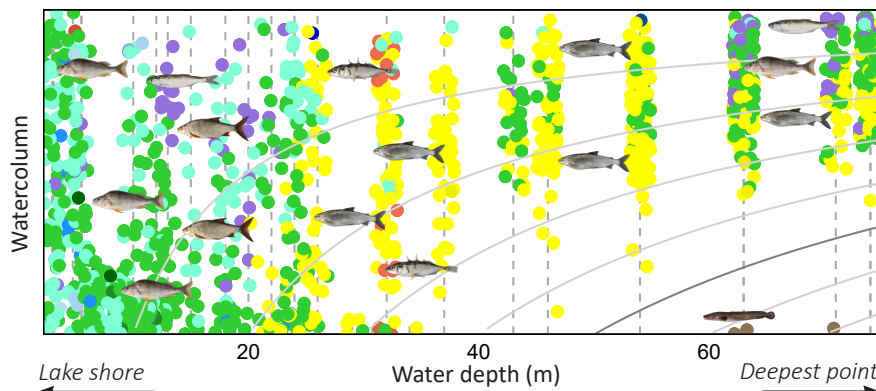 Watercolumn
20
40
60
Lake shore
Water depth (m)
Deepest point